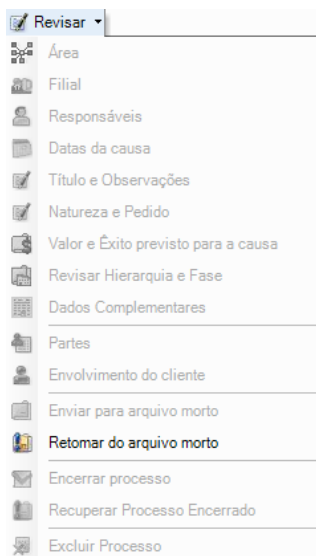 Revisar
Área
Filial
Responsáveis
Datas da causa
Título e Observações
Natureza e Pedido
Valor e Êxito previsto para a causa
Revisar Hierarquia e Fase
Dados Complementares
Partes
Envolvimento do cliente
Enviar para arquivo morto
Retomar do arquivo morto
Encerrar processo
Recuperar Processo Encerrado
Excluir Processo